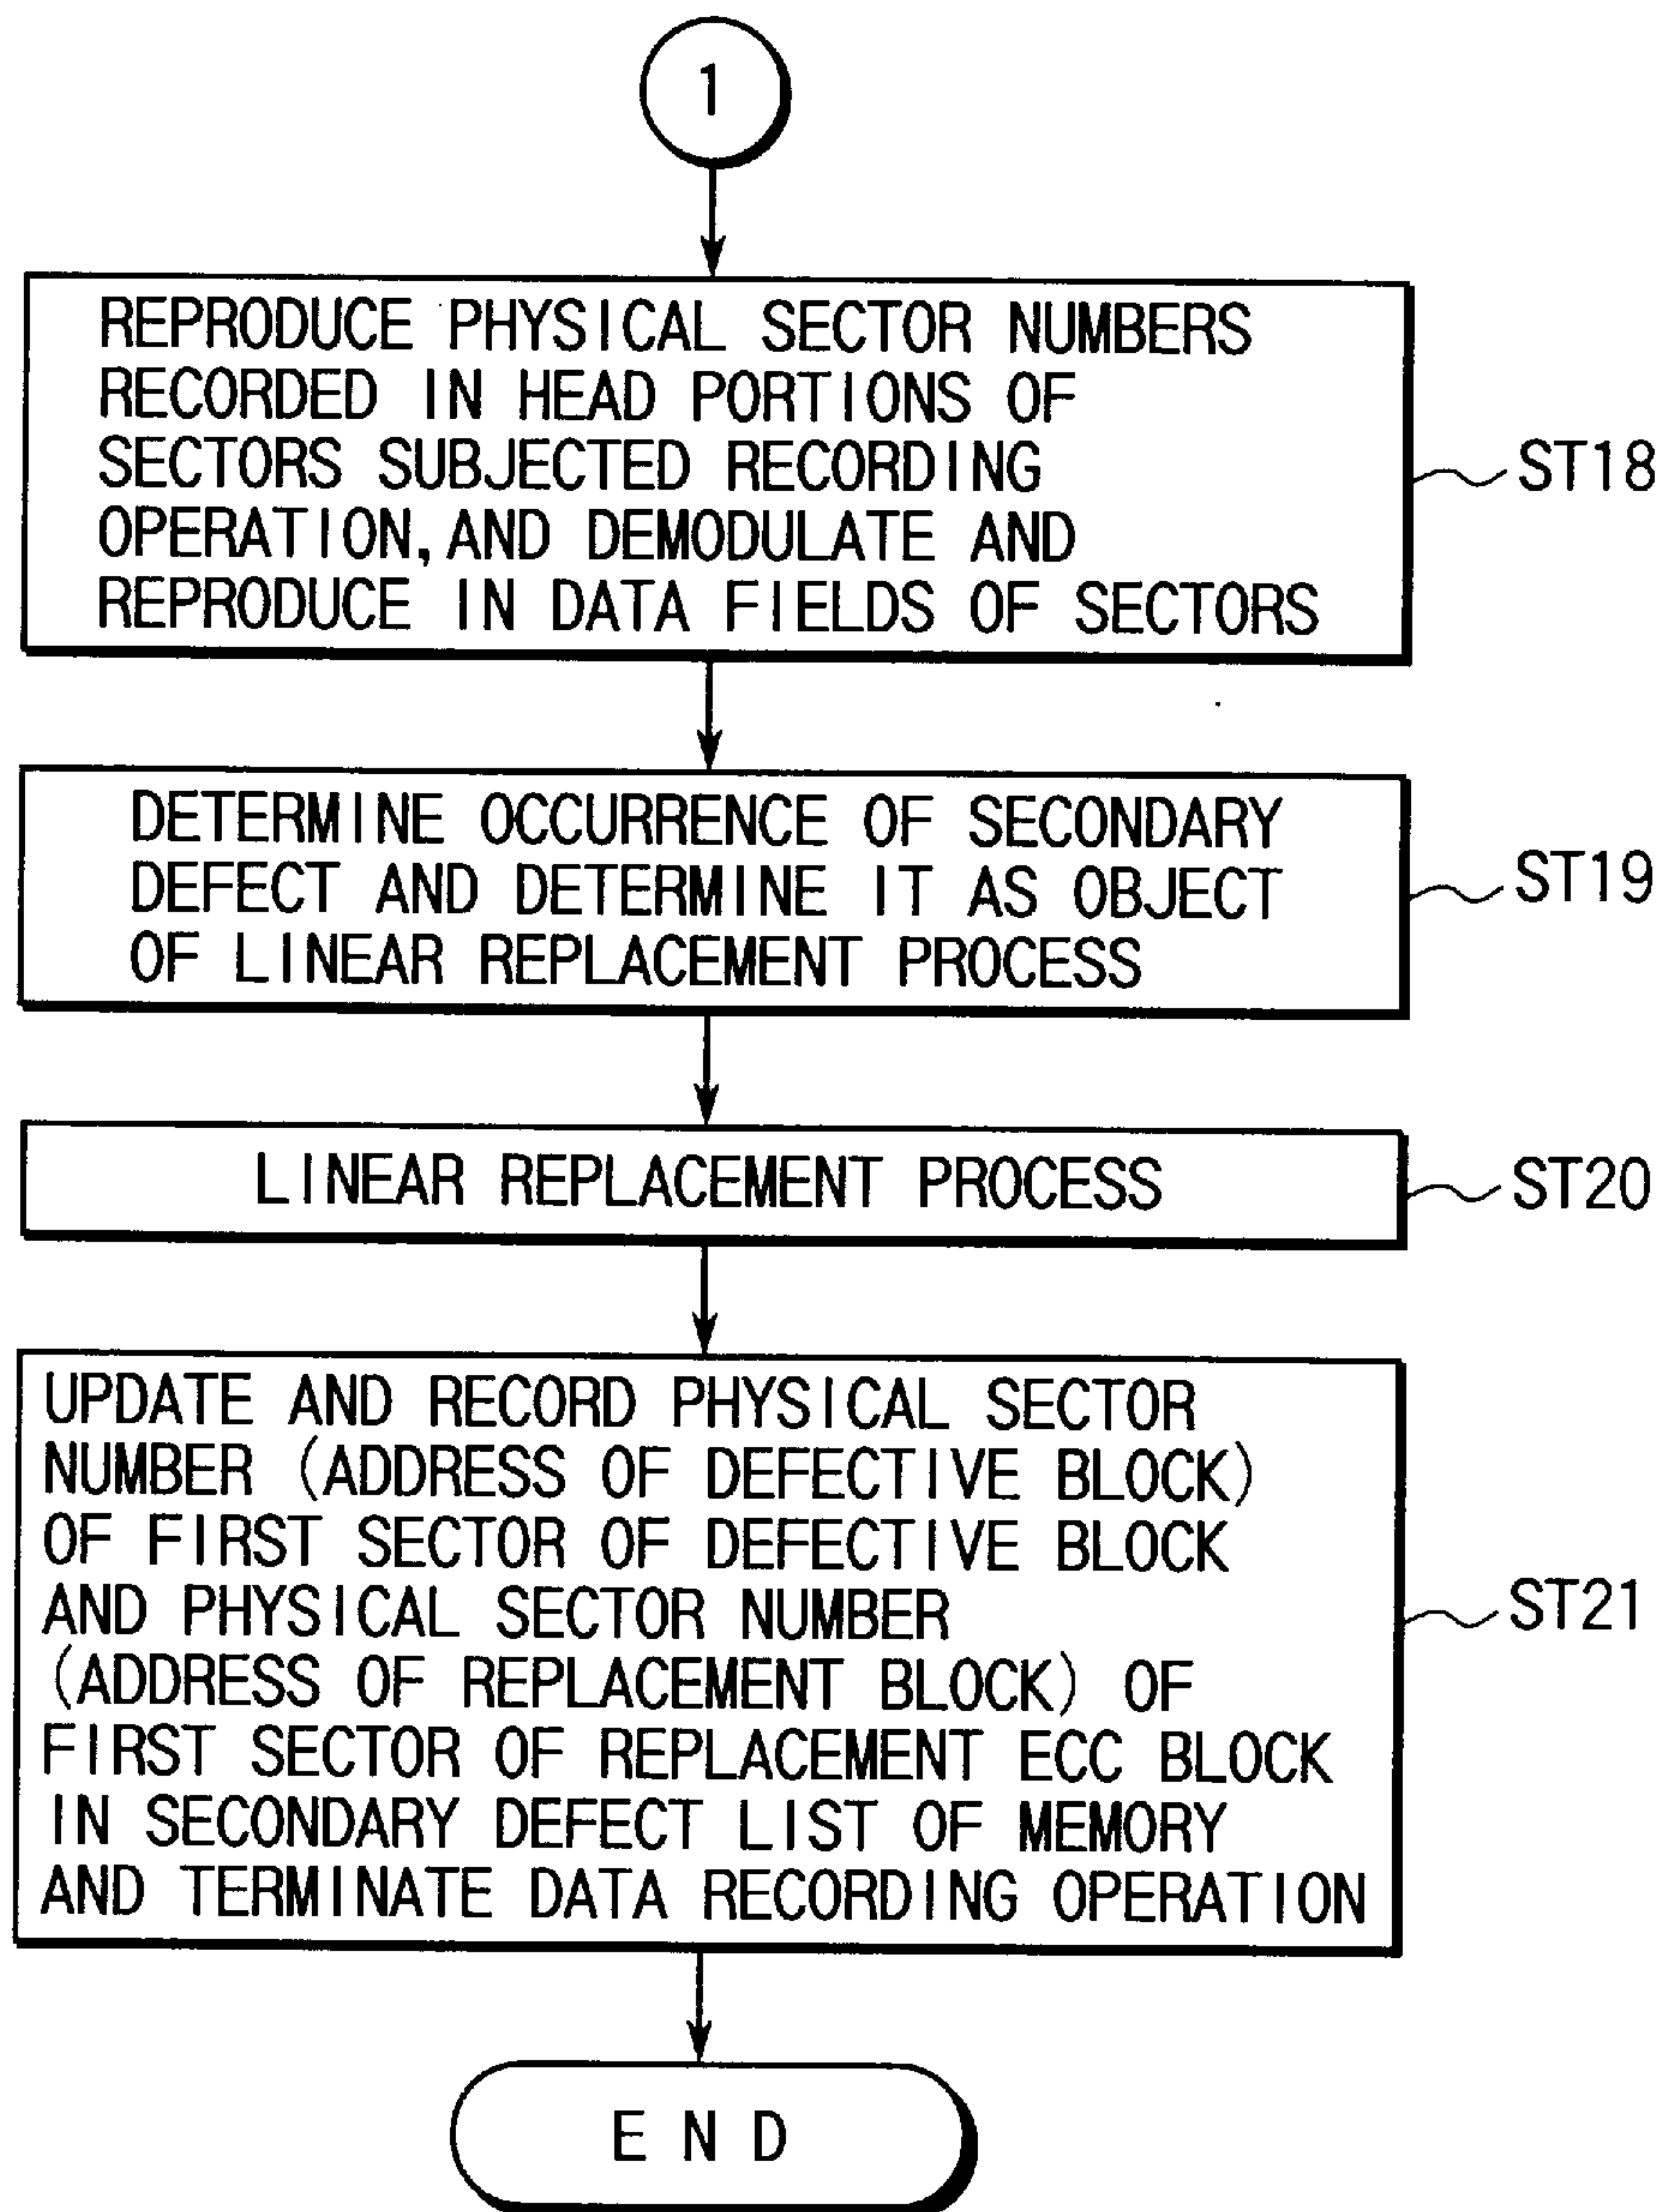 1
REPRODUCE PHYSICAL SECTOR NUMBERS
RECORDED IN HEAD PORTIONS OF
SECTORS SUBJECTED RECORDING
OPERATION, AND DEMODULATE AND
REPRODUCE IN DATA FIELDS OF SECTORS
ST18
DETERMINE OCCURRENCE OF SECONDARY
DEFECT AND DETERMINE IT AS OBJECT
OF LINEAR REPLACEMENT PROCESS
ST19
LINEAR REPLACEMENT PROCESS
ST20
UPDATE AND RECORD PHYSICAL SECTOR
NUMBER (ADDRESS OF DEFECTIVE BLOCK)
OF FIRST SECTOR OF DEFECTIVE BLOCK
AND PHYSICAL SECTOR NUMBER
(ADDRESS OF REPLACEMENT BLOCK) OF
FIRST SECTOR OF REPLACEMENT ECC BLOCK
IN SECONDARY DEFECT LIST OF MEMORY
AND TERMINATE DATA RECORDING OPERATION
ST21
END